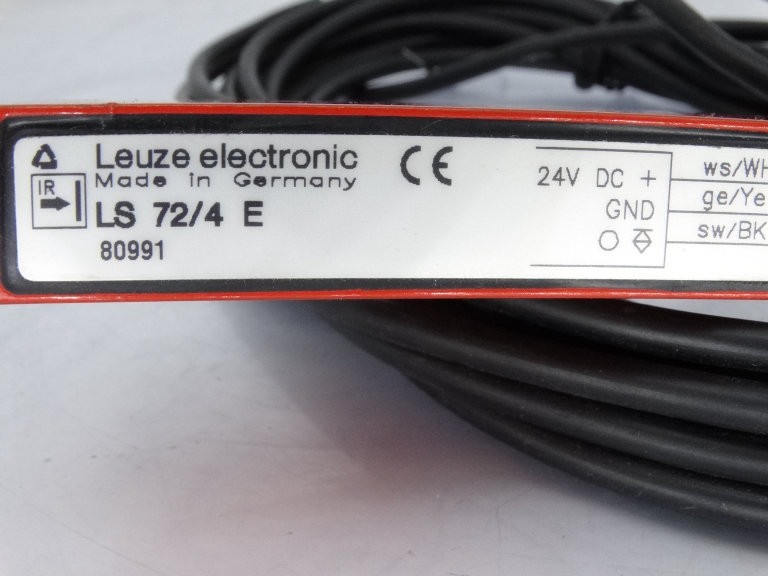 Leuze electronic
CE
Made in Germany
IR
LS 72/4 E
80991
24V DC +
GND
ws/WH
ge/Ye
sw/BK